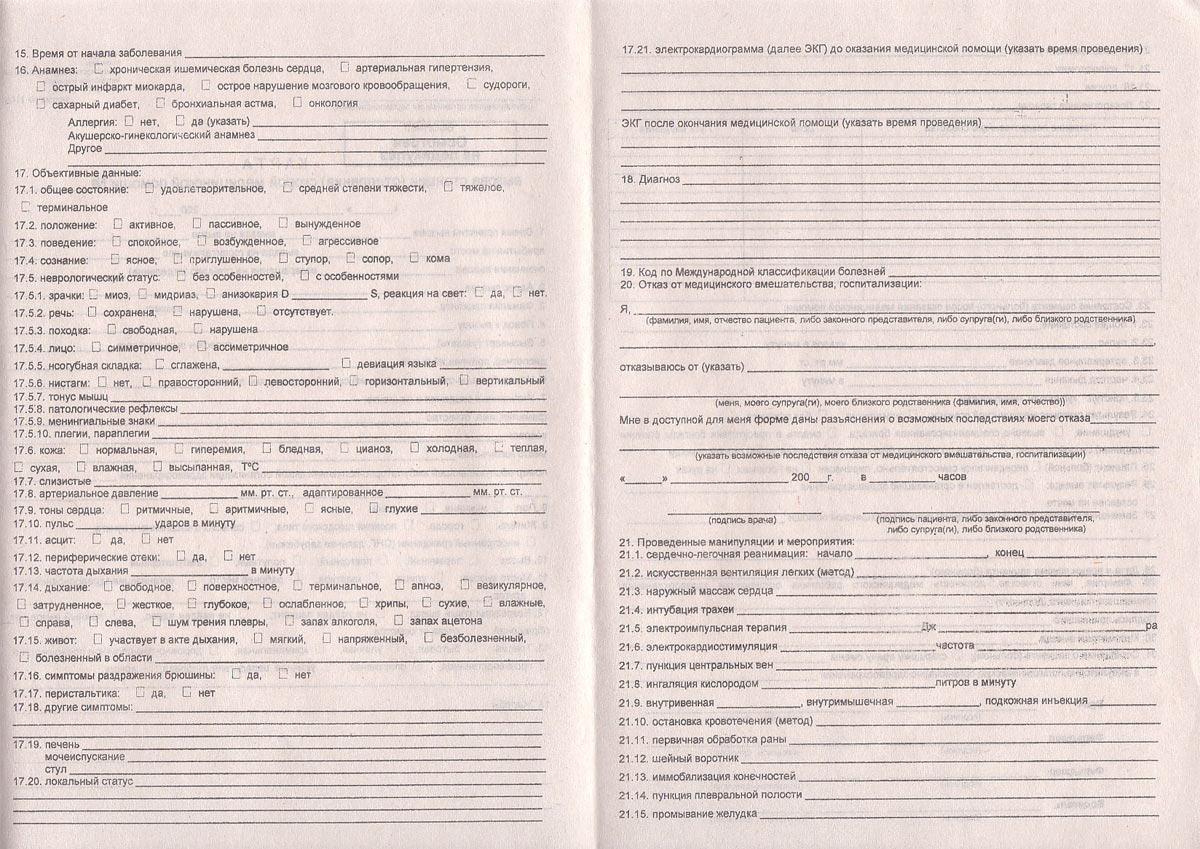 15. Время от начала заболевания
16. Анамнез: ☐ хроническая ишемическая болезнь сердца, ☐ артериальная гипертензия,
☐ острый инфаркт миокарда, ☐ острое нарушение мозгового кровообращения, ☐ судороги,
☐ сахарный диабет, ☐ бронхиальная астма, ☐ онкология
Аллергия: ☐ нет, ☐ да (указать)
Акушерско-гинекологический анамнез
Другое
17. Объективные данные:
17.1. общее состояние: ☐ удовлетворительное, ☐ средней степени тяжести, ☐ тяжелое,
☐ терминальное
17.2. положение: ☐ активное, ☐ пассивное, ☐ вынужденное
17.3. поведение: ☐ спокойное, ☐ возбужденное, ☐ агрессивное
17.4. сознание: ☐ ясное, ☐ приглушенное, ☐ ступор, ☐ сопор, ☐ кома
17.5. неврологический статус: ☐ без особенностей, ☐ с особенностями
17.5.1. зрачки: ☐ миоз, ☐ мидриаз, ☐ анизокария D ____ S, реакция на свет: ☐ да, ☐ нет.
17.5.2. речь: ☐ сохранена, ☐ нарушена, ☐ отсутствует.
17.5.3. походка: ☐ свободная, ☐ нарушена
17.5.4. лицо: ☐ симметричное, ☐ ассиметричное
17.5.5. нсогубная складка: ☐ сглажена, ____ ☐ девиация языка
17.5.6. нистагм: ☐ нет, ☐ правосторонний, ☐ левосторонний, ☐ горизонтальный, ☐ вертикальный
17.5.7. тонус мышц
17.5.8. патологические рефлексы
17.5.9. менингиальные знаки
17.5.10. плегии, параплегии
17.6. кожа: ☐ нормальная, ☐ гиперемия, ☐ бледная, ☐ цианоз, ☐ холодная, ☐ теплая,
☐ сухая, ☐ влажная, ☐ высыпанная, T°C
17.7. слизистые
17.8. артериальное давление ____ мм. рт. ст., адаптированное ____ мм. рт. ст.
17.9. тоны сердца: ☐ ритмичные, ☐ аритмичные, ☐ ясные, ☐ глухие
17.10. пульс ____ ударов в минуту
17.11. асцит: ☐ да, ☐ нет
17.12. периферические отеки: ☐ да, ☐ нет
17.13. частота дыхания ____ в минуту
17.14. дыхание: ☐ свободное, ☐ поверхностное, ☐ терминальное, ☐ апноэ, ☐ везикулярное,
☐ затрудненное, ☐ жесткое, ☐ глубокое, ☐ ослабленное, ☐ хрипы, ☐ сухие, ☐ влажные,
☐ справа, ☐ слева, ☐ шум трения плевры, ☐ запах алкоголя, ☐ запах ацетона
17.15. живот: ☐ участвует в акте дыхания, ☐ мягкий, ☐ напряженный, ☐ безболезненный,
☐ болезненный в области
17.16. симптомы раздражения брюшины: ☐ да, ☐ нет
17.17. перистальтика: ☐ да, ☐ нет
17.18. другие симптомы:
17.19. печень
мочеиспускание
стул
17.20. локальный статус
17.21. электрокардиограмма (далее ЭКГ) до оказания медицинской помощи (указать время проведения)
ЭКГ после окончания медицинской помощи (указать время проведения)
18. Диагноз
19. Код по Международной классификации болезней
20. Отказ от медицинского вмешательства, госпитализации:
Я,
(фамилия, имя, отчество пациента, либо законного представителя, либо супруга(ги), либо близкого родственника)
отказываюсь от (указать)
(меня, моего супруга(ги), моего близкого родственника (фамилия, имя, отчество))
Мне в доступной для меня форме даны разъяснения о возможных последствиях моего отказа
(указать возможные последствия отказа от медицинского вмешательства, госпитализации)
«____» ____ 200__г. в ____ часов
(подпись врача) (подпись пациента, либо законного представителя,
либо супруга(ги), либо близкого родственника)
21. Проведенные манипуляции и мероприятия:
21.1. сердечно-легочная реанимация: начало ____, конец
21.2. искусственная вентиляция легких (метод)
21.3. наружный массаж сердца
21.4. интубация трахеи
21.5. электроимпульсная терапия ____ Дж ____ ра
21.6. электрокардиостимуляция ____ частота
21.7. пункция центральных вен
21.8. ингаляция кислородом ____ литров в минуту
21.9. внутривенная ____, внутримышечная ____, подкожная инъекция
21.10. остановка кровотечения (метод)
21.11. первичная обработка раны
21.12. шейный воротник
21.13. иммобилизация конечностей
21.14. пункция плевральной полости
21.15. промывание желудка